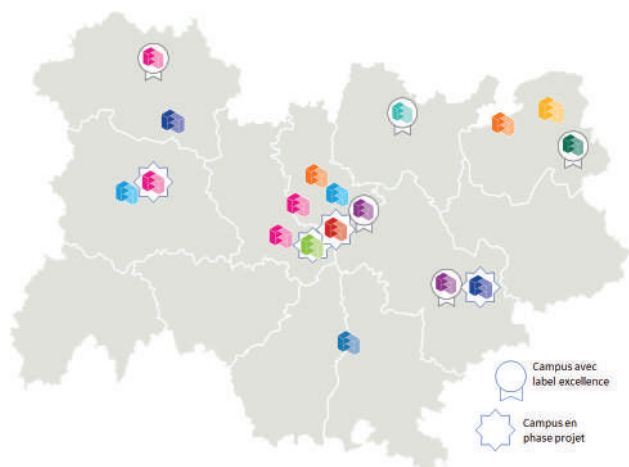 Campus avec
label excellence
Campus en
phase projet